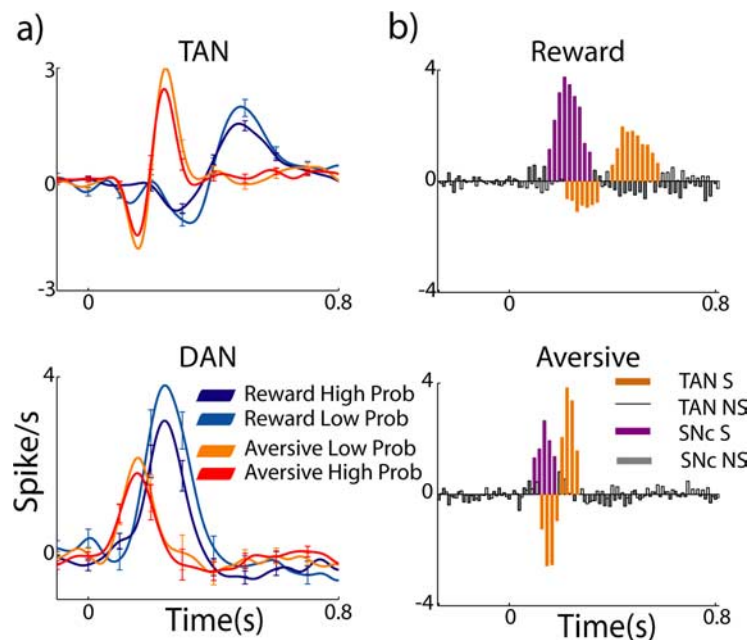 a)
TAN
3
0
-3
0
0.8
DAN
4
0
Spike/s
Reward High Prob
Reward Low Prob
Aversive Low Prob
Aversive High Prob
0
0.8
Time(s)
b)
Reward
4
0
-4
0
0.8
Aversive
4
0
-4
TAN S
TAN NS
SNc S
SNc NS
0
0.8
Time(s)